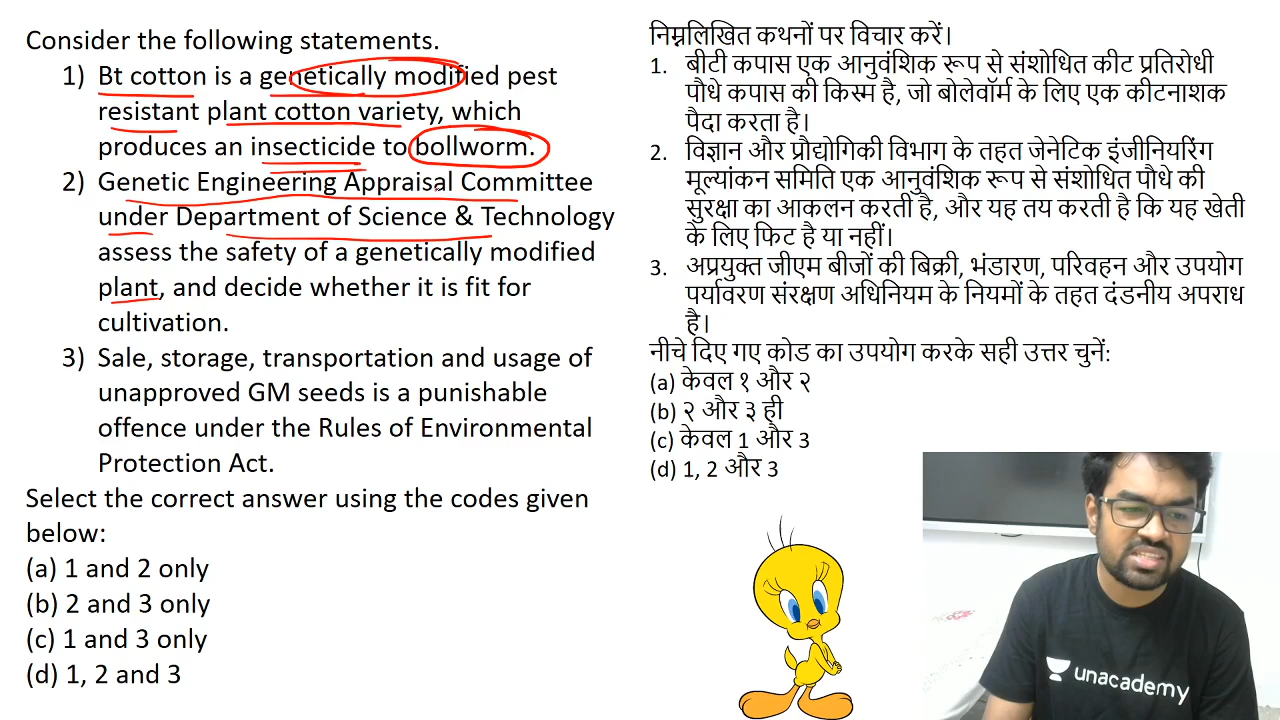 Consider the following statements.
1) Bt cotton is a genetically modified pest
resistant plant cotton variety, which
produces an insecticide to bollworm.
2) Genetic Engineering Appraisal Committee
under Department of Science & Technology
assess the safety of a genetically modified
plant, and decide whether it is fit for
cultivation.
3) Sale, storage, transportation and usage of
unapproved GM seeds is a punishable
offence under the Rules of Environmental
Protection Act.
Select the correct answer using the codes given
below:
(a) 1 and 2 only
(b) 2 and 3 only
(c) 1 and 3 only
(d) 1, 2 and 3
निम्नलिखित कथनों पर विचार करें।
1. बीटी कपास एक आनुवंशिक रूप से संशोधित कीट प्रतिरोधी
पौधे कपास की किस्म है, जो बोलेवॉर्म के लिए एक कीटनाशक
पैदा करता है।
2. विज्ञान और प्रौद्योगिकी विभाग के तहत जेनेटिक इंजीनियरिंग
मूल्यांकन समिति एक आनुवंशिक रूप से संशोधित पौधे की
सुरक्षा का आकलन करती है, और यह तय करती है कि यह खेती
के लिए फिट है या नहीं।
3. अप्रयुक्त जीएम बीजों की बिक्री, भंडारण, परिवहन और उपयोग
पर्यावरण संरक्षण अधिनियम के नियमों के तहत दंडनीय अपराध
है।
नीचे दिए गए कोड का उपयोग करके सही उत्तर चुनें:
(a) केवल १ और २
(b) २ और ३ ही
(c) केवल 1 और 3
(d) 1, 2 और 3
unacademy